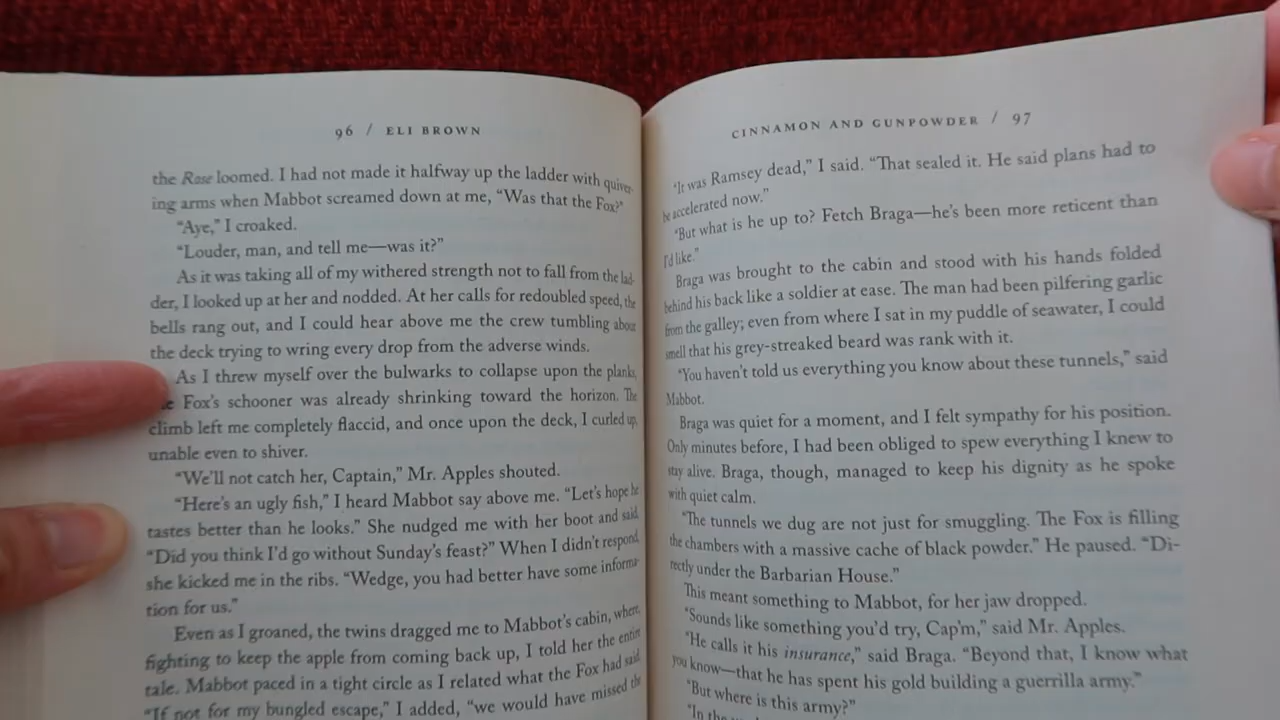 96 / ELI BROWN
the Rose loomed. I had not made it halfway up the ladder with quiver-
ing arms when Mabbot screamed down at me, “Was that the Fox?”
“Aye,” I croaked.
“Louder, man, and tell me—was it?”
As it was taking all of my withered strength not to fall from the lad-
der, I looked up at her and nodded. At her calls for redoubled speed, the
bells rang out, and I could hear above me the crew tumbling about
the deck trying to wring every drop from the adverse winds.
As I threw myself over the bulwarks to collapse upon the planks,
Fox’s schooner was already shrinking toward the horizon. The
climb left me completely flaccid, and once upon the deck, I curled up,
unable even to shiver.
“We’ll not catch her, Captain,” Mr. Apples shouted.
“Here’s an ugly fish,” I heard Mabbot say above me. “Let’s hope he
tastes better than he looks.” She nudged me with her boot and said,
“Did you think I’d go without Sunday’s feast?” When I didn’t respond,
she kicked me in the ribs. “Wedge, you had better have some informa-
tion for us.”
Even as I groaned, the twins dragged me to Mabbot’s cabin, where,
fighting to keep the apple from coming back up, I told her the entire
tale. Mabbot paced in a tight circle as I related what the Fox had said.
“If not for my bungled escape,” I added, “we would have missed the
CINNAMON AND GUNPOWDER / 97
“It was Ramsey dead,” I said. “That sealed it. He said plans had to
be accelerated now.”
“But what is he up to? Fetch Braga—he’s been more reticent than
I’d like.”
Braga was brought to the cabin and stood with his hands folded
behind his back like a soldier at ease. The man had been pilfering garlic
from the galley; even from where I sat in my puddle of seawater, I could
smell that his grey-streaked beard was rank with it.
“You haven’t told us everything you know about these tunnels,” said
Mabbot.
Braga was quiet for a moment, and I felt sympathy for his position.
Only minutes before, I had been obliged to spew everything I knew to
stay alive. Braga, though, managed to keep his dignity as he spoke
with quiet calm.
“The tunnels we dug are not just for smuggling. The Fox is filling
the chambers with a massive cache of black powder.” He paused. “Di-
rectly under the Barbarian House.”
This meant something to Mabbot, for her jaw dropped.
“Sounds like something you’d try, Cap’m,” said Mr. Apples.
“He calls it his insurance,” said Braga. “Beyond that, I know what
you know—that he has spent his gold building a guerrilla army.”
“But where is this army?”
“In the